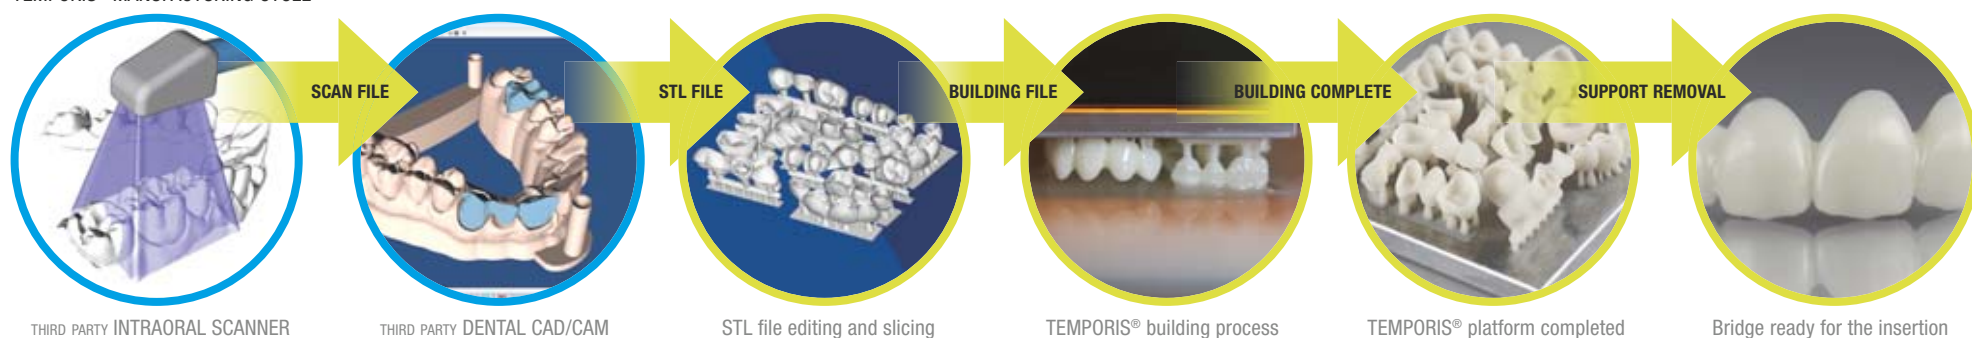 SCAN FILE
STL FILE
BUILDING FILE
BUILDING COMPLETE
SUPPORT REMOVAL
THIRD PARTY INTRAORAL SCANNER
THIRD PARTY DENTAL CAD/CAM
STL file editing and slicing
TEMPORIS® building process
TEMPORIS® platform completed
Bridge ready for the insertion